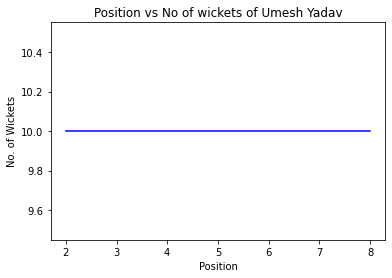 Position vs No of wickets of Umesh Yadav
No. of Wickets
10.4
10.2
10.0
9.8
9.6
2 3 4 5 6 7 8
Position